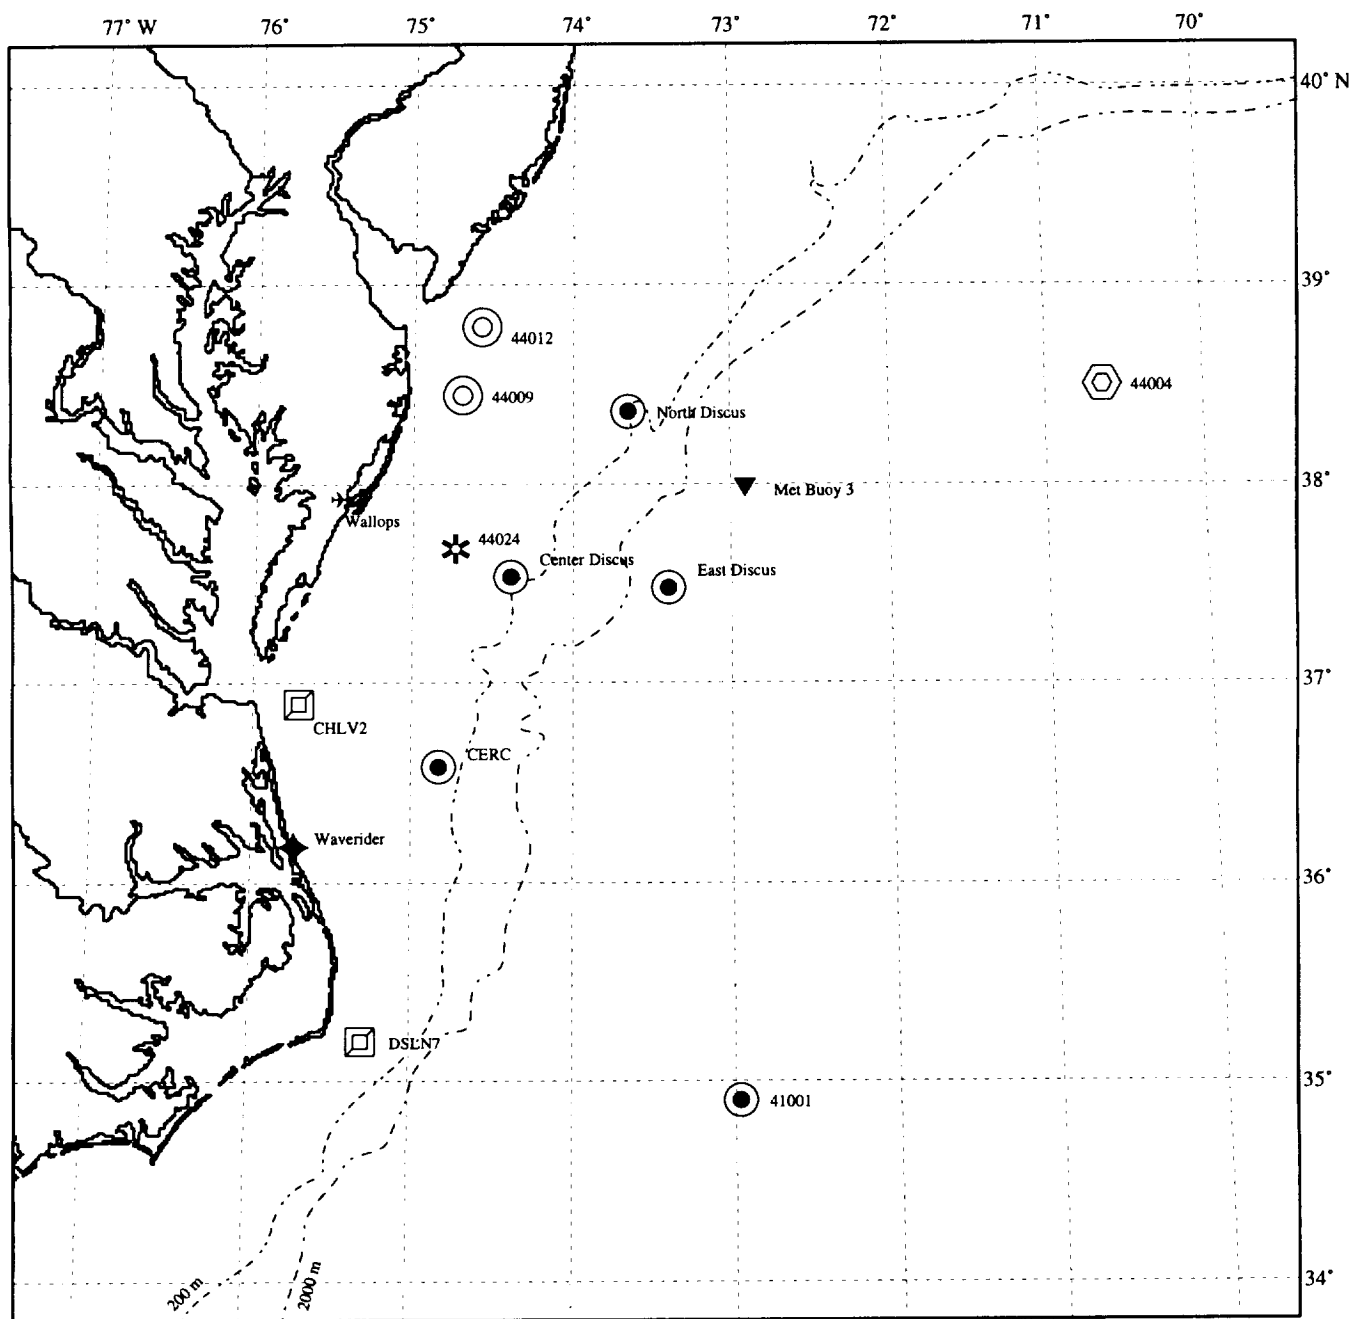 77° W 76° 75° 74° 73° 72° 71° 70°
40° N
39°
44012
44004
44009
North Discus
38°
Met Buoy 3
Wallops
44024
Center Discus
East Discus
37°
CHLV2
CERC
Waverider
36°
DSLN7
35°
41001
200 m
2000 m
34°